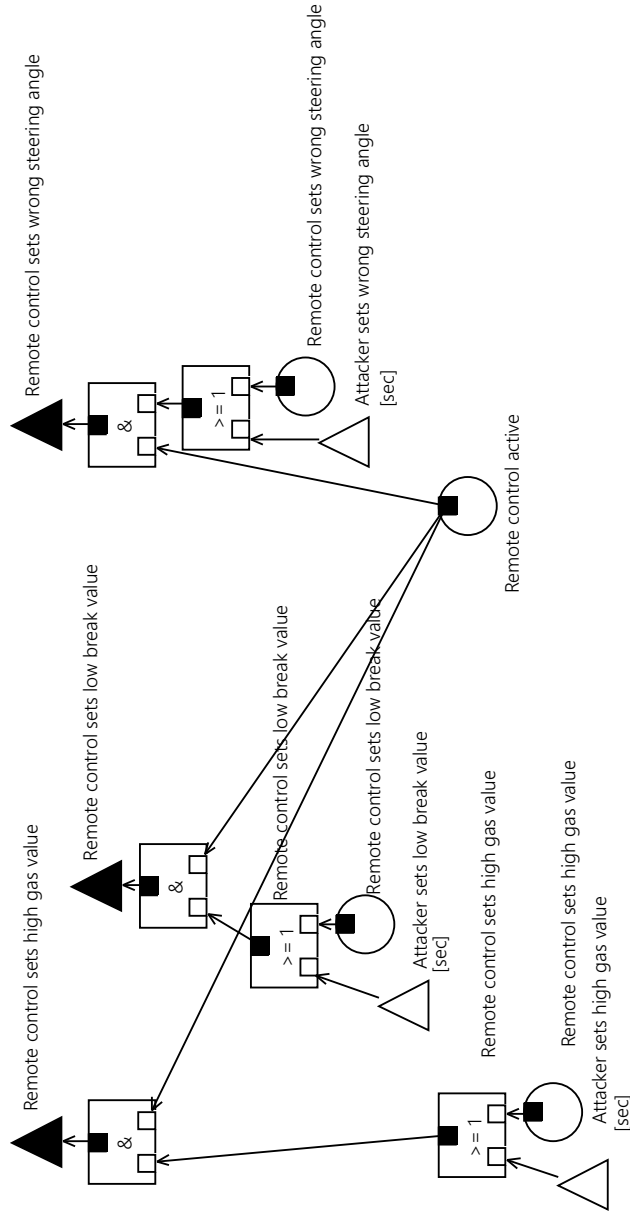 Remote control sets high gas value
&
>=1
Remote control sets high gas value
Remote control sets high gas value
Attacker sets high gas value
[sec]
Remote control sets low break value
&
Remote control sets low break value
>=1
Remote control sets low break value
Attacker sets low break value
[sec]
Remote control sets wrong steering angle
&
>=1
Remote control sets wrong steering angle
Attacker sets wrong steering angle
[sec]
Remote control active